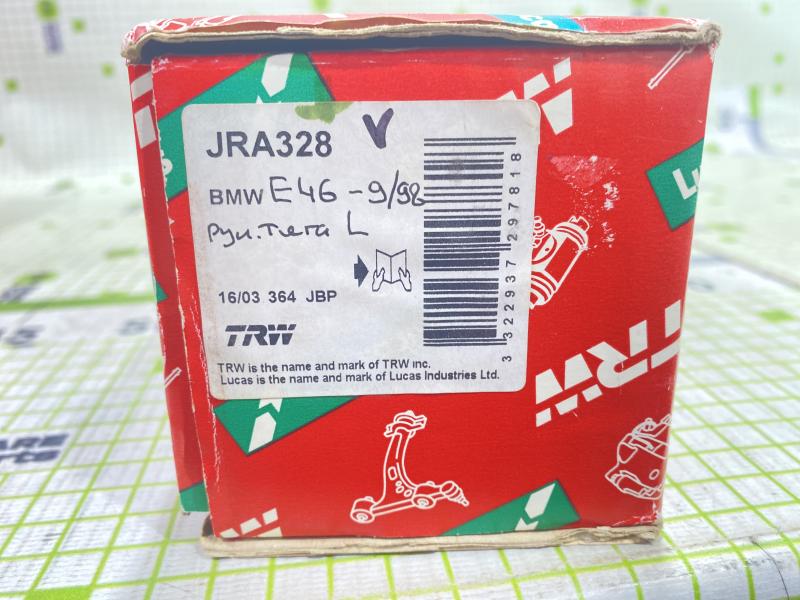 JRA328
V
BMW E46 - 9/98
рул. тяга L
16/03 364 JBP
TRW
TRW is the name and mark of TRW inc.
Lucas is the name and mark of Lucas Industries Ltd.
3 322937 297818
TRW
Lu